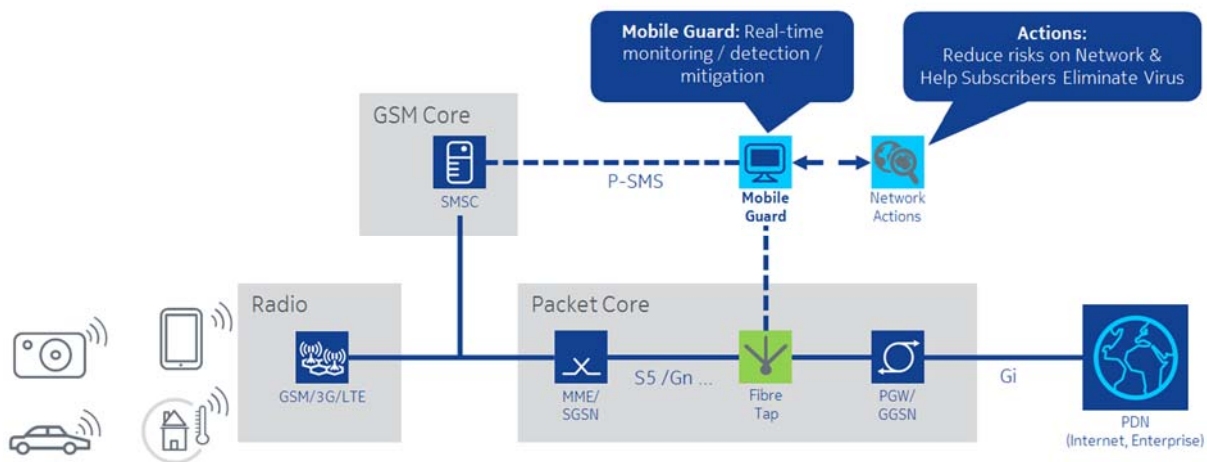 Mobile Guard: Real-time
monitoring / detection /
mitigation
Actions:
Reduce risks on Network &
Help Subscribers Eliminate Virus
GSM Core
SMSC
P-SMS
Mobile
Guard
Network
Actions
Radio
GSM/3G/LTE
Packet Core
MME/
SGSN
S5 /Gn ...
Fibre
Tap
PGW/
GGSN
Gi
PDN
(Internet, Enterprise)